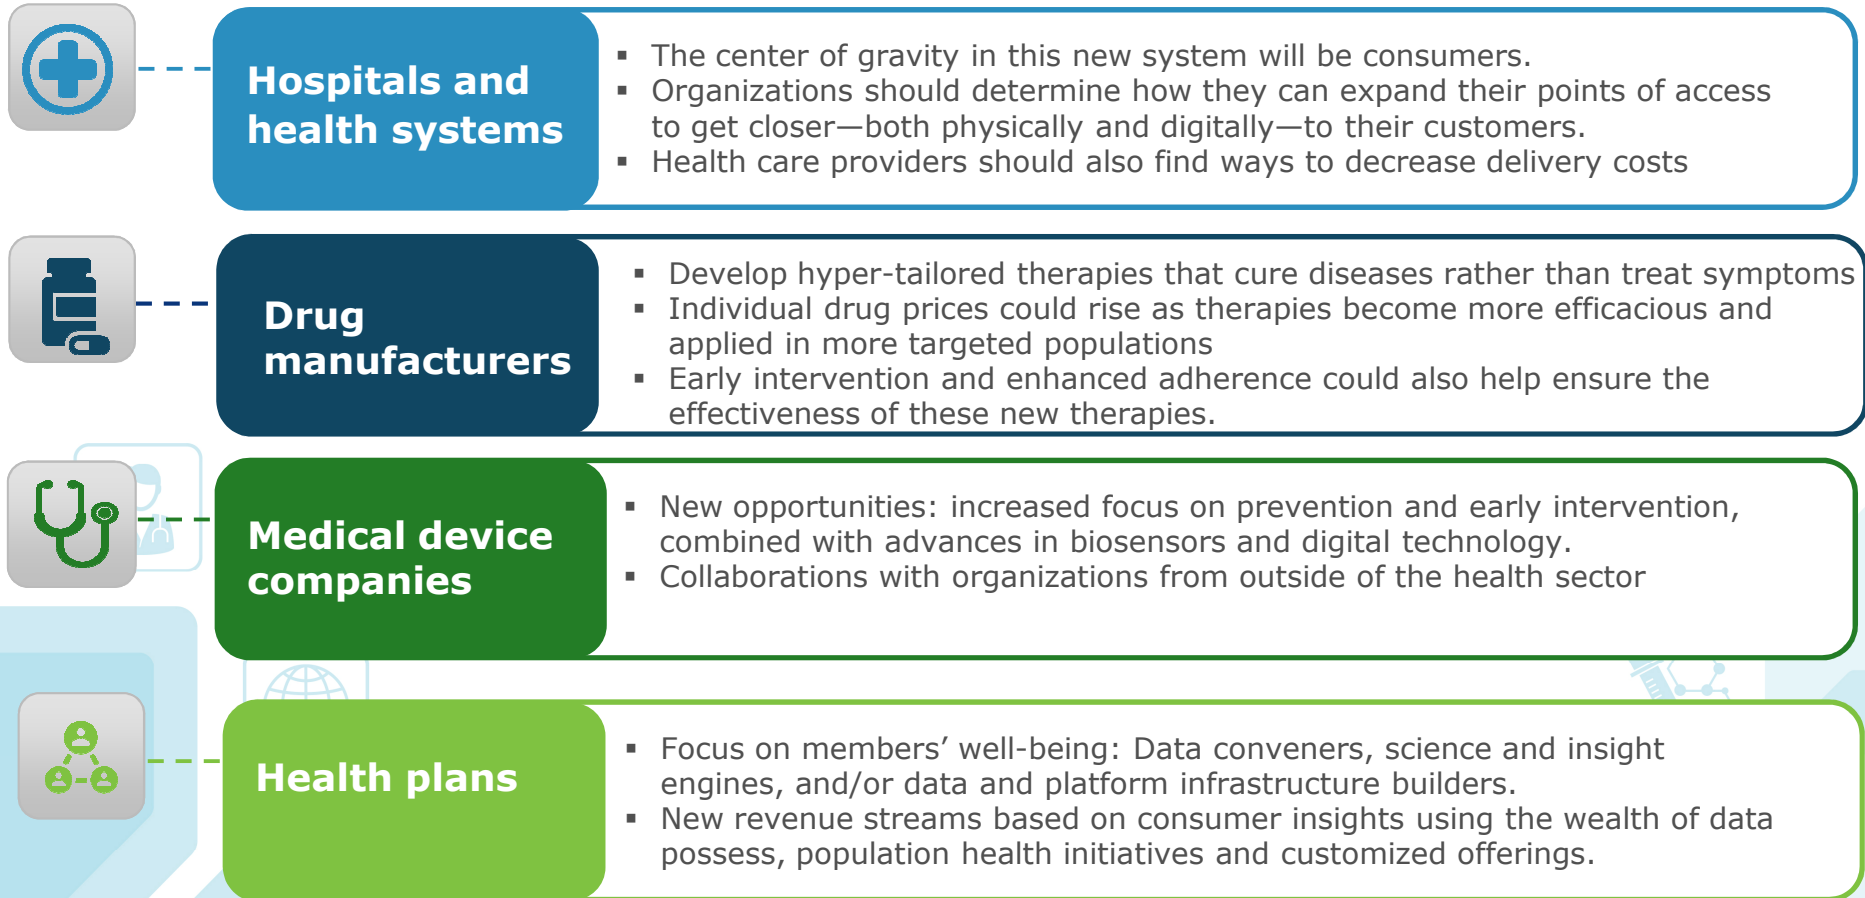 Hospitals and
health systems
▪ The center of gravity in this new system will be consumers.
▪ Organizations should determine how they can expand their points of access
to get closer—both physically and digitally—to their customers.
▪ Health care providers should also find ways to decrease delivery costs
Drug
manufacturers
▪ Develop hyper-tailored therapies that cure diseases rather than treat symptoms
▪ Individual drug prices could rise as therapies become more efficacious and
applied in more targeted populations
▪ Early intervention and enhanced adherence could also help ensure the
effectiveness of these new therapies.
Medical device
companies
▪ New opportunities: increased focus on prevention and early intervention,
combined with advances in biosensors and digital technology.
▪ Collaborations with organizations from outside of the health sector
Health plans
▪ Focus on members’ well-being: Data conveners, science and insight
engines, and/or data and platform infrastructure builders.
▪ New revenue streams based on consumer insights using the wealth of data
possess, population health initiatives and customized offerings.